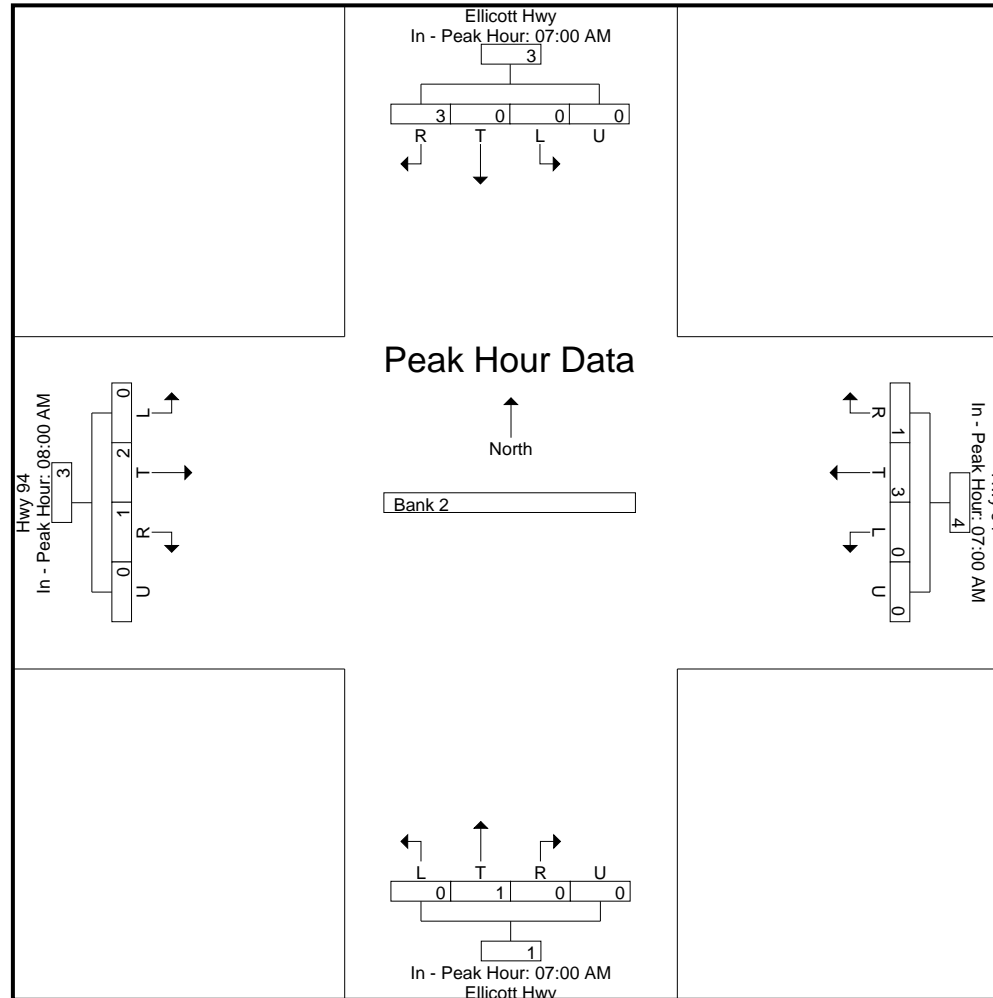 Ellicott Hwy
In - Peak Hour: 07:00 AM
3
3 0 0 0
R T L U
Peak Hour Data
North
Bank 2
Hwy 94
In - Peak Hour: 08:00 AM
3
0 2 1 0
L T R U
In - Peak Hour: 07:00 AM
4
1 3 0 0
R T L U
L T R U
0 1 0 0
1
In - Peak Hour: 07:00 AM
Ellicott Hwy